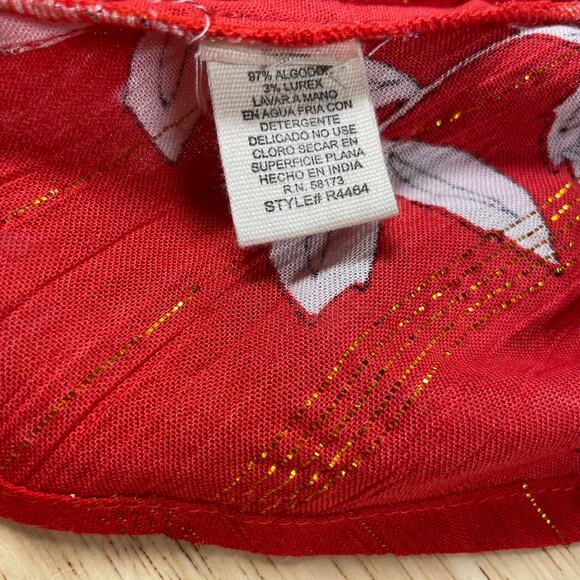 97% ALGODON
3% LUREX
LAVAR A MANO
EN AGUA FRIA CON
DETERGENTE
DELICADO NO USE
CLORO SECAR EN
SUPERFICIE PLANA
HECHO EN INDIA
R.N. 58173
STYLE# R4464